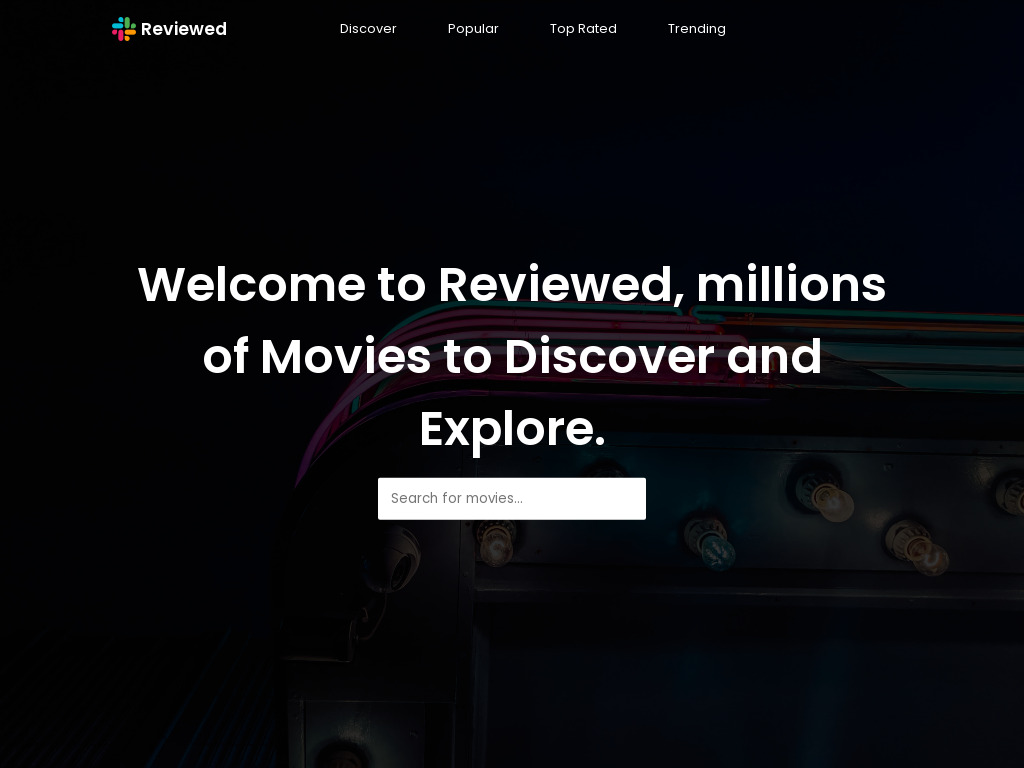 Reviewed
Discover
Popular
Top Rated
Trending
Welcome to Reviewed, millions
of Movies to Discover and
Explore.
Search for movies...